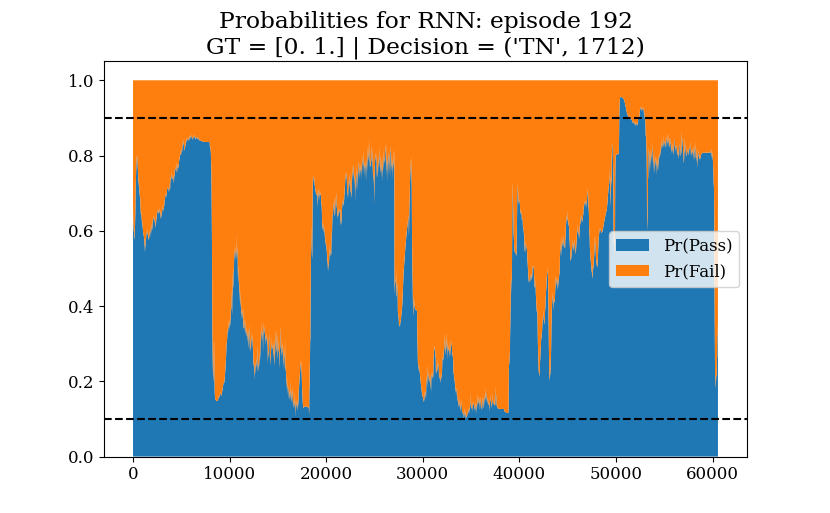 Probabilities for RNN: episode 192
GT = [0. 1.] | Decision = ('TN', 1712)
1.0
0.8
0.6
0.4
0.2
0.0
Pr(Pass)
Pr(Fail)
0 10000 20000 30000 40000 50000 60000